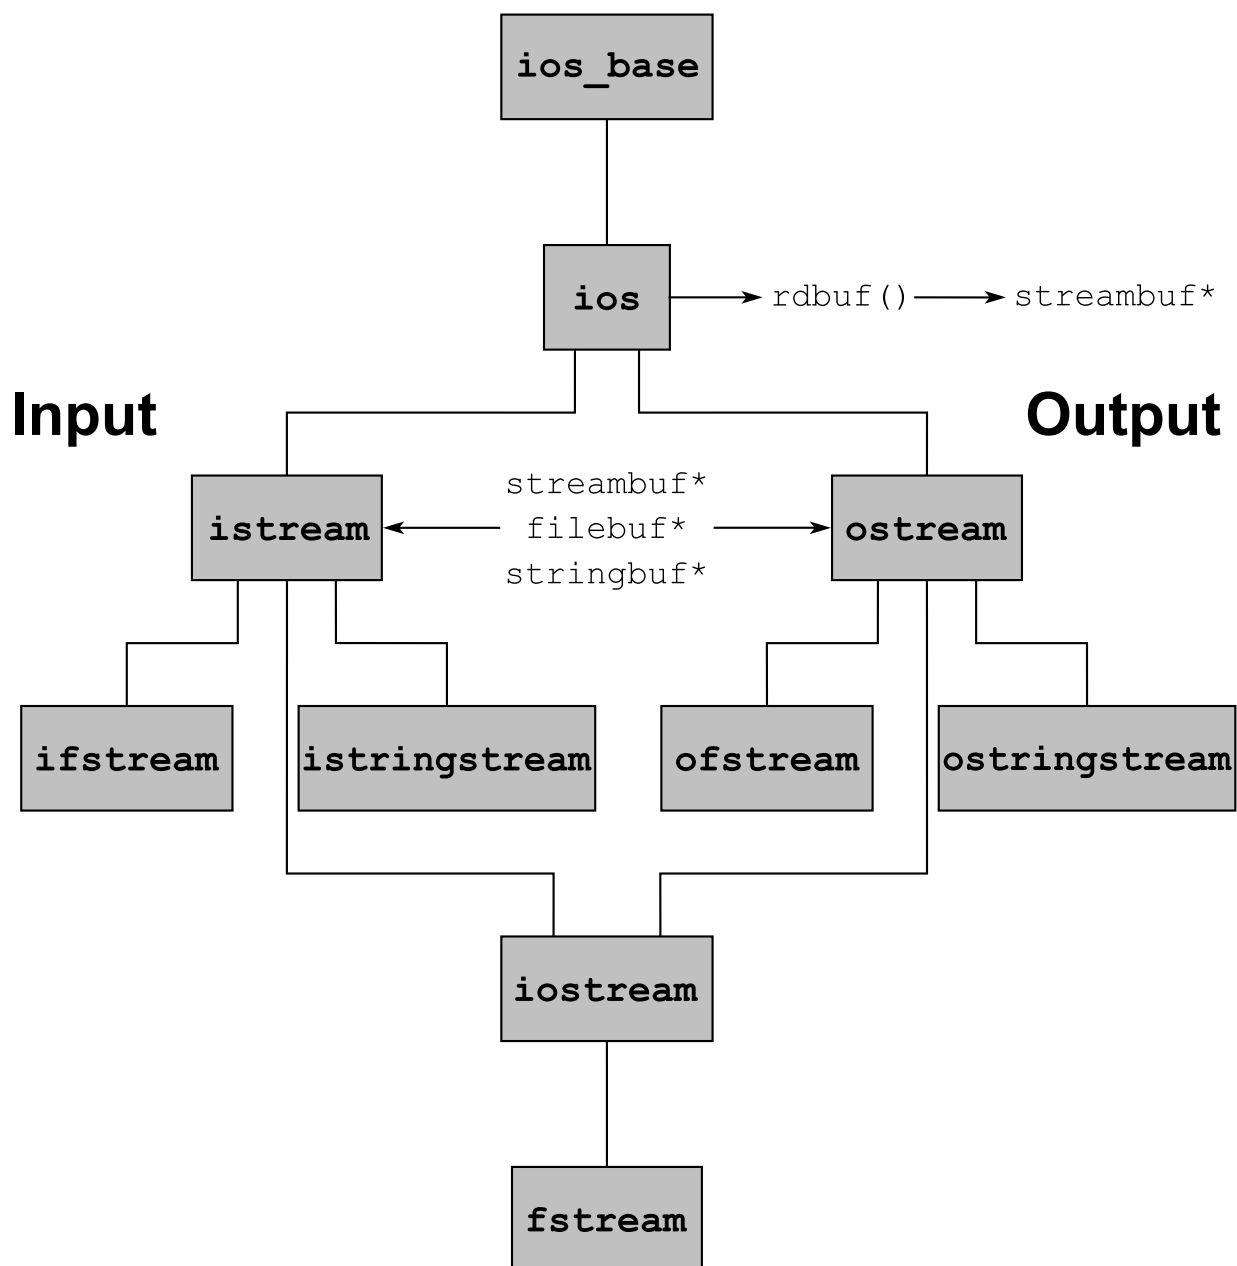 ios_base
ios
rdbuf()
streambuf*
Input
Output
streambuf*
istream
filebuf*
ostream
stringbuf*
ifstream
istringstream
ofstream
ostringstream
iostream
fstream